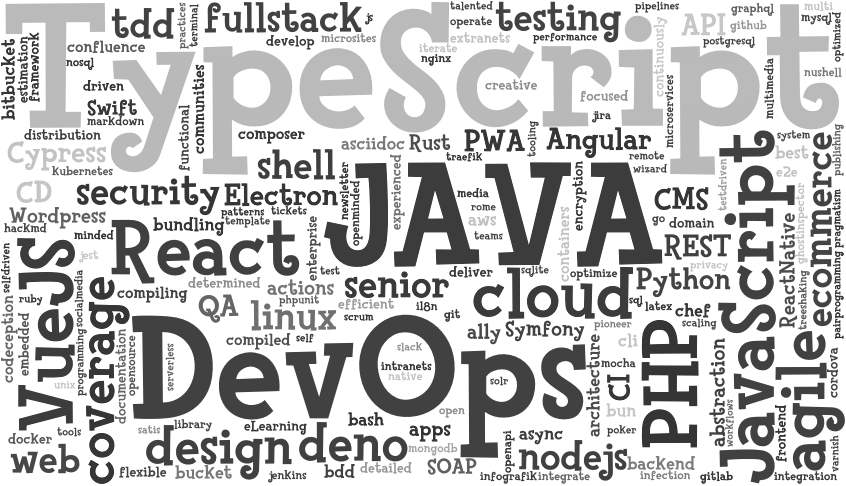 TypeScript
JAVA
DevOps
React
VueJS
JavaScript
PHP
cloud
agile
ecommerce
coverage
design
deno
nodejs
fullstack
testing
tdd
js
talented
operate
pipelines
graphql
multi
mysql
optimized
API
github
postgresql
nushell
multimedia
continuously
microservices
practices
terminal
confluence
develop
microsites
extranets
iterate
nginx
performance
bitbucket
estimation
framework
nosql
driven
Swift
markdown
distribution
functional
communities
creative
focused
jira
composer
asciidoc
Rust
PWA
tooling
Angular
traefik
remote
wizard
Cypress
Kubernetes
CD
shell
security
Electron
newsletter
openminded
experienced
media
rome
aws
teams
encryption
containers
CMS
go
domain
testdriven
system
best
e2e
publishing
Wordpress
hackmd
minded
jest
patterns
tickets
template
bundling
enterprise
test
REST
privacy
Python
ReactNative
ghostinspector
treeshaking
pragmatism
pairprogramming
selfdriven
codeception
ruby
embedded
socialmedia
programming
unix
compiling
determined
actions
phpunit
QA
linux
senior
efficient
scrum
il8n
git
deliver
sqlite
optimize
sql
latex
chef
scaling
compiled
self
ally
Symfony
pioneer
cli
documentation
opensource
serverless
slack
intranets
native
solr
architecture
mocha
CI
bun
poker
abstraction
workflows
frontend
cordova
varnish
docker
tools
web
satis
library
eLearning
bash
apps
open
mongodb
openapi
async
flexible
bucket
jenkins
bdd
detailed
SOAP
infografik
integrate
backend
infection
gitlab
integration